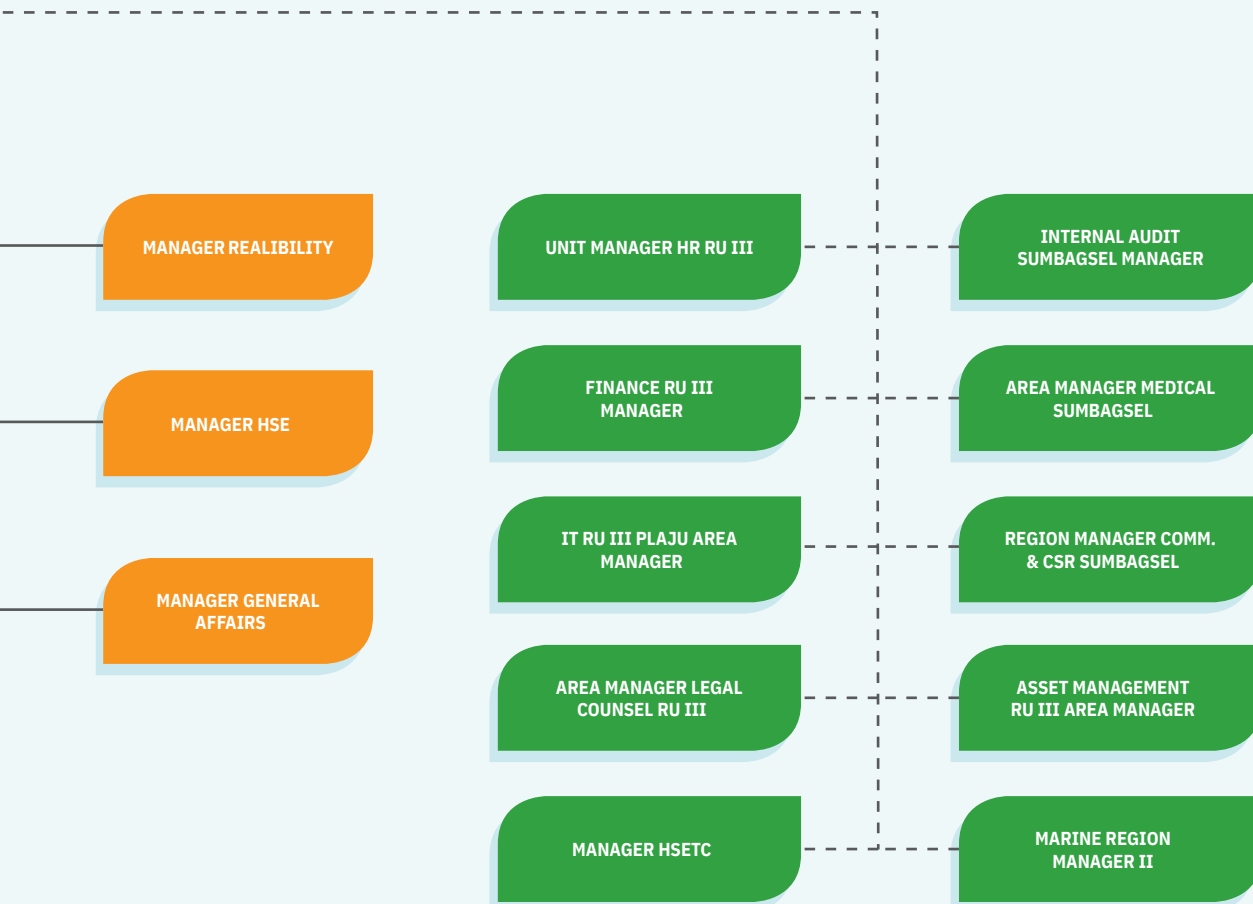 MANAGER REALIBILITY
MANAGER HSE
MANAGER GENERAL
AFFAIRS
UNIT MANAGER HR RU III
FINANCE RU III
MANAGER
IT RU III PLAJU AREA
MANAGER
AREA MANAGER LEGAL
COUNSEL RU III
MANAGER HSETC
INTERNAL AUDIT
SUMBAGSEL MANAGER
AREA MANAGER MEDICAL
SUMBAGSEL
REGION MANAGER COMM.
& CSR SUMBAGSEL
ASSET MANAGEMENT
RU III AREA MANAGER
MARINE REGION
MANAGER II